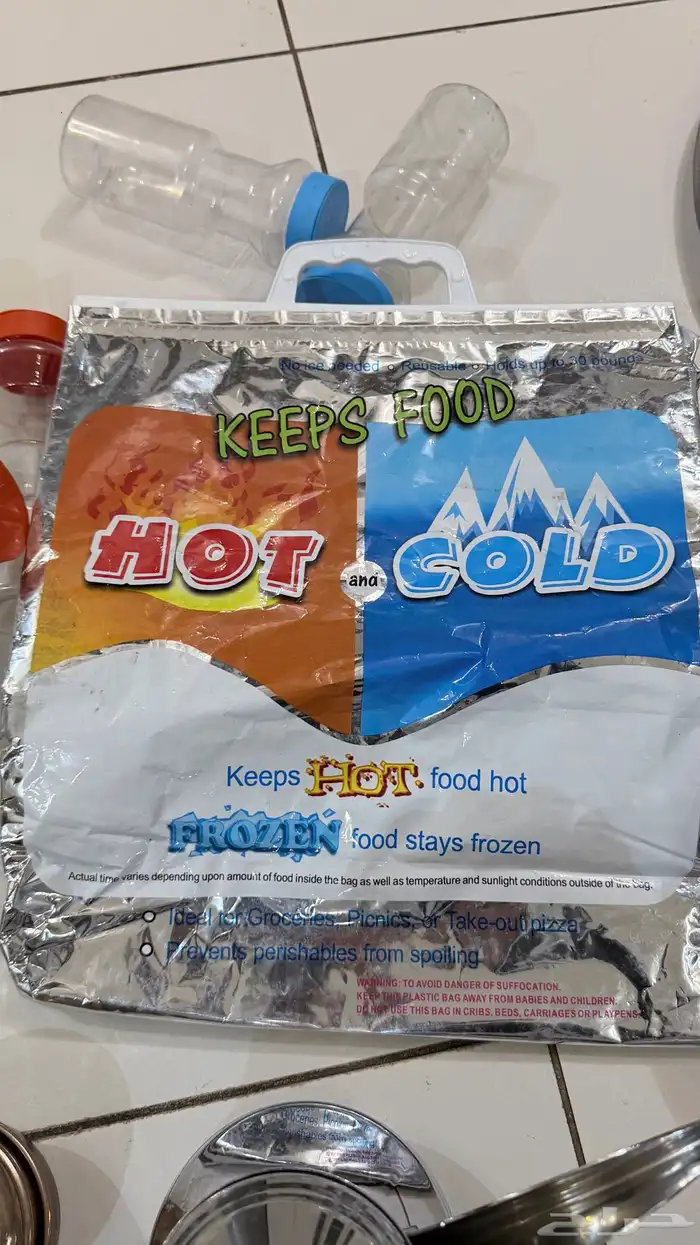 No ice needed o Reusable o Holds up to 30 pounds
KEEPS FOOD
HOT and COLD
Keeps HOT food hot
FROZEN food stays frozen
Actual time varies depending upon amount of food inside the bag as well as temperature and sunlight conditions outside of the bag.
Ideal for Groceries, Picnics, or Take-out pizza
Prevents perishables from spoiling
WARNING: TO AVOID DANGER OF SUFFOCATION.
KEEP THIS PLASTIC BAG AWAY FROM BABIES AND CHILDREN.
DO NOT USE THIS BAG IN CRIBS, BEDS, CARRIAGES OR PLAYPENS
حراج